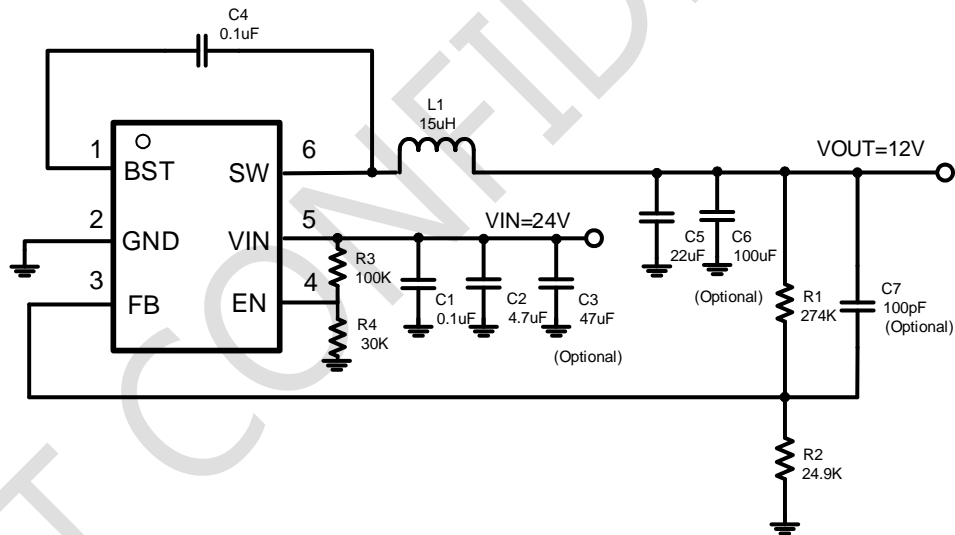 C4
0.1uF
L1
15uH
1
BST
SW
6
VOUT=12V
2
GND
VIN
5
VIN=24V
3
FB
EN
4
R3
100K
R4
30K
C1
0.1uF
C2
4.7uF
C3
47uF
(Optional)
C5
22uF
C6
100uF
(Optional)
R1
274K
C7
100pF
(Optional)
R2
24.9K
T CONFID